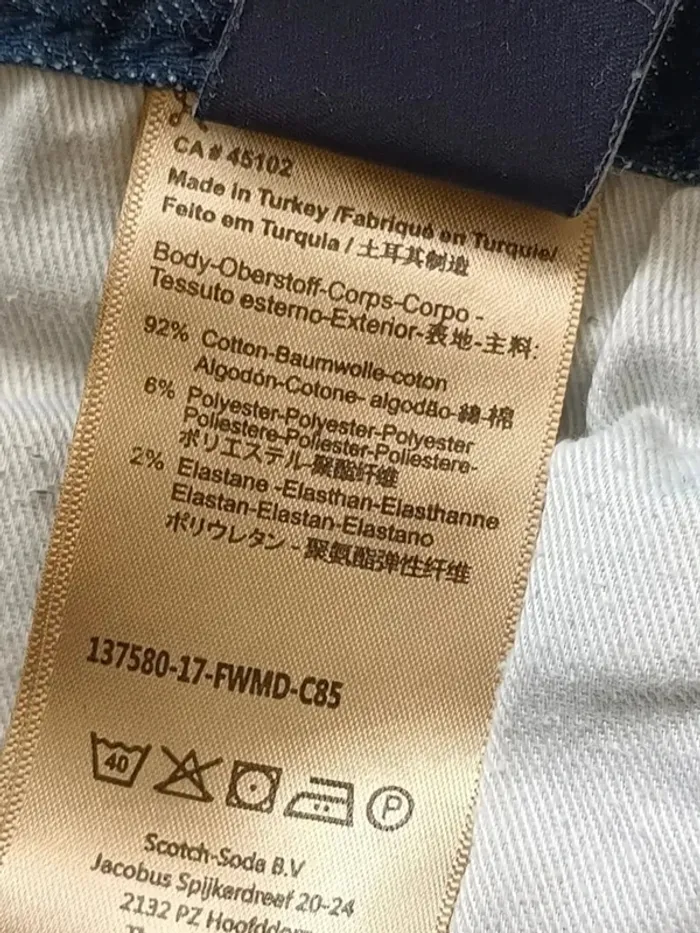 CA # 45102
Made in Turkey /Fabriqué en Turquie/
Feito em Turquia / 土耳其制造
Body-Oberstoff-Corps-Corpo -
Tessuto esterno-Exterior-表地-主料:
92% Cotton-Baumwolle-coton
Algodón-Cotone- algodão-綿-棉
6% Polyester-Polyester-Polyester
Poliestere-Poliester-Poliestere-
ポリエステル-聚酯纤维
2% Elastane -Elasthan-Elasthanne
Elastan-Elastan-Elastano
ポリウレタン - 聚氨酯弹性纤维
137580-17-FWMD-C85
40
P
Scotch-Soda B.V
Jacobus Spijkerdreef 20-24
2132 PZ Hoofddor